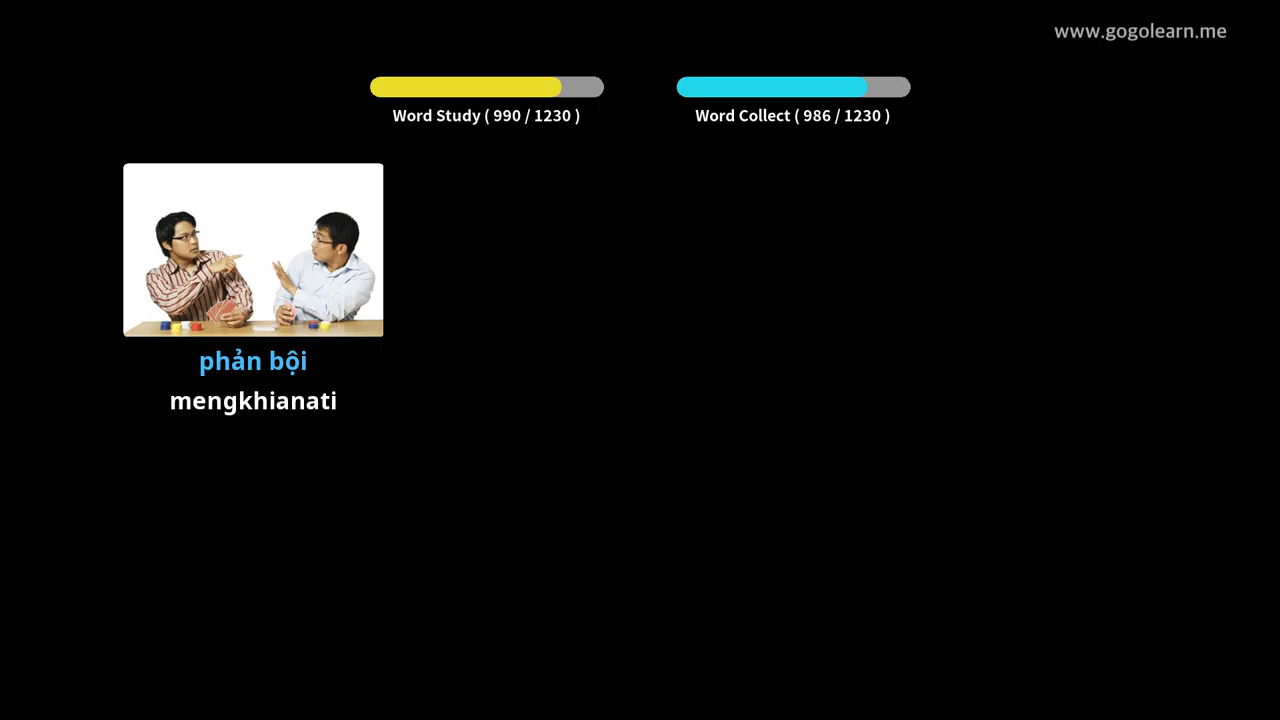 www.gogolearn.me
Word Study ( 990 / 1230 )
Word Collect ( 986 / 1230 )
phản bội
mengkhianati